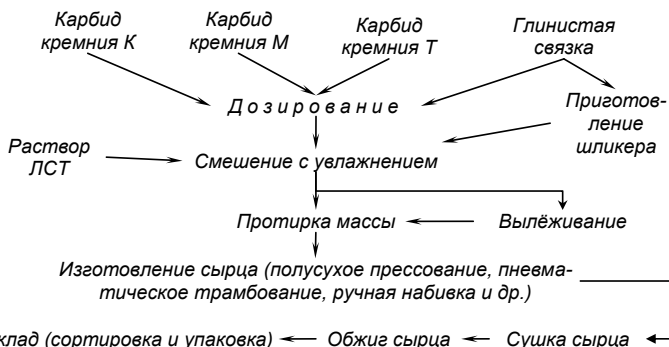 Карбид
кремния К
Карбид
кремния М
Карбид
кремния Т
Глинистая
связка
Дозирование
Приготов-
ление
шликера
Раствор
ЛСТ
Смешение с увлажнением
Протирка массы
Вылёживание
Изготовление сырца (полусухое прессование, пневма-
тическое трамбование, ручная набивка и др.)
клад (сортировка и упаковка)
Обжиг сырца
Сушка сырца